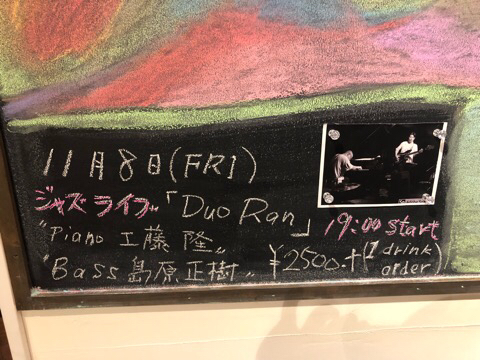 11月8日(FRI)
ジャズライブ「Duo Ran」
19:00 start
"Piano 工藤 隆„
"Bass 島原正樹„
¥2500.+(1 drink order)